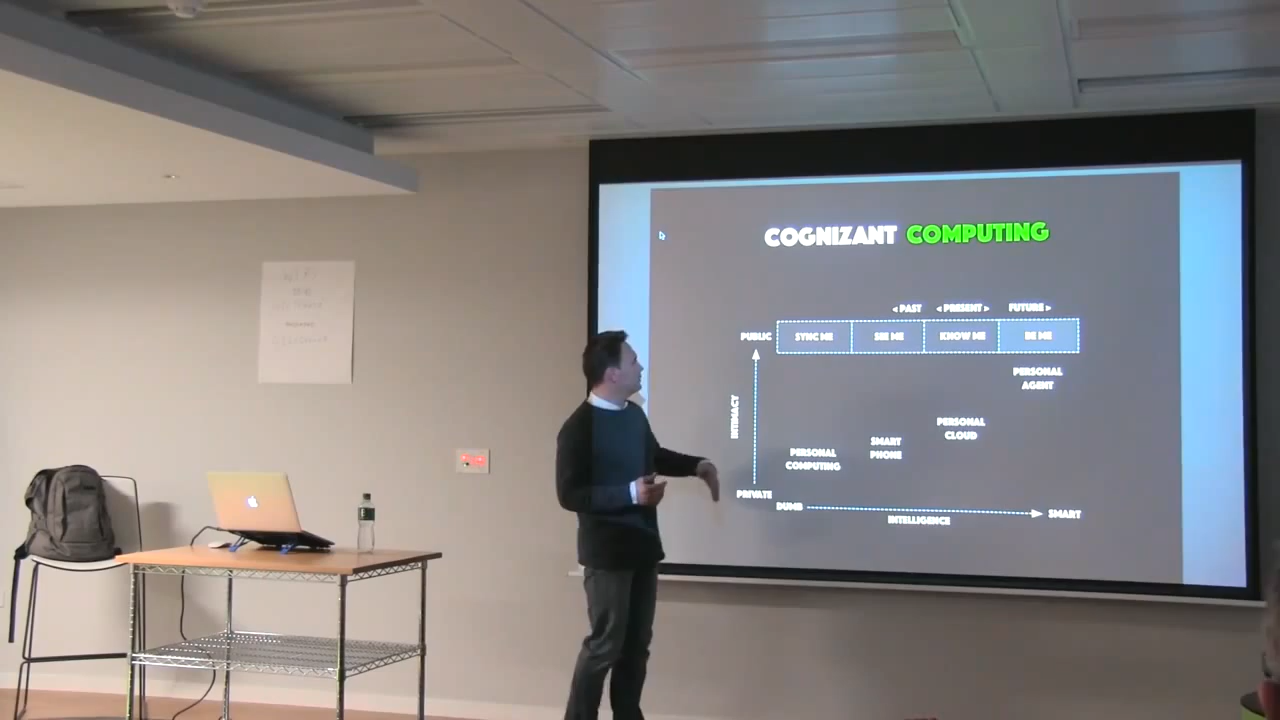 COGNIZANT COMPUTING
< PAST < PRESENT > FUTURE >
PUBLIC SYNC ME SEE ME KNOW ME BE ME
PERSONAL
AGENT
INTIMACY
PERSONAL
CLOUD
SMART
PHONE
PERSONAL
COMPUTING
PRIVATE
DUMB
SMART
INTELLIGENCE